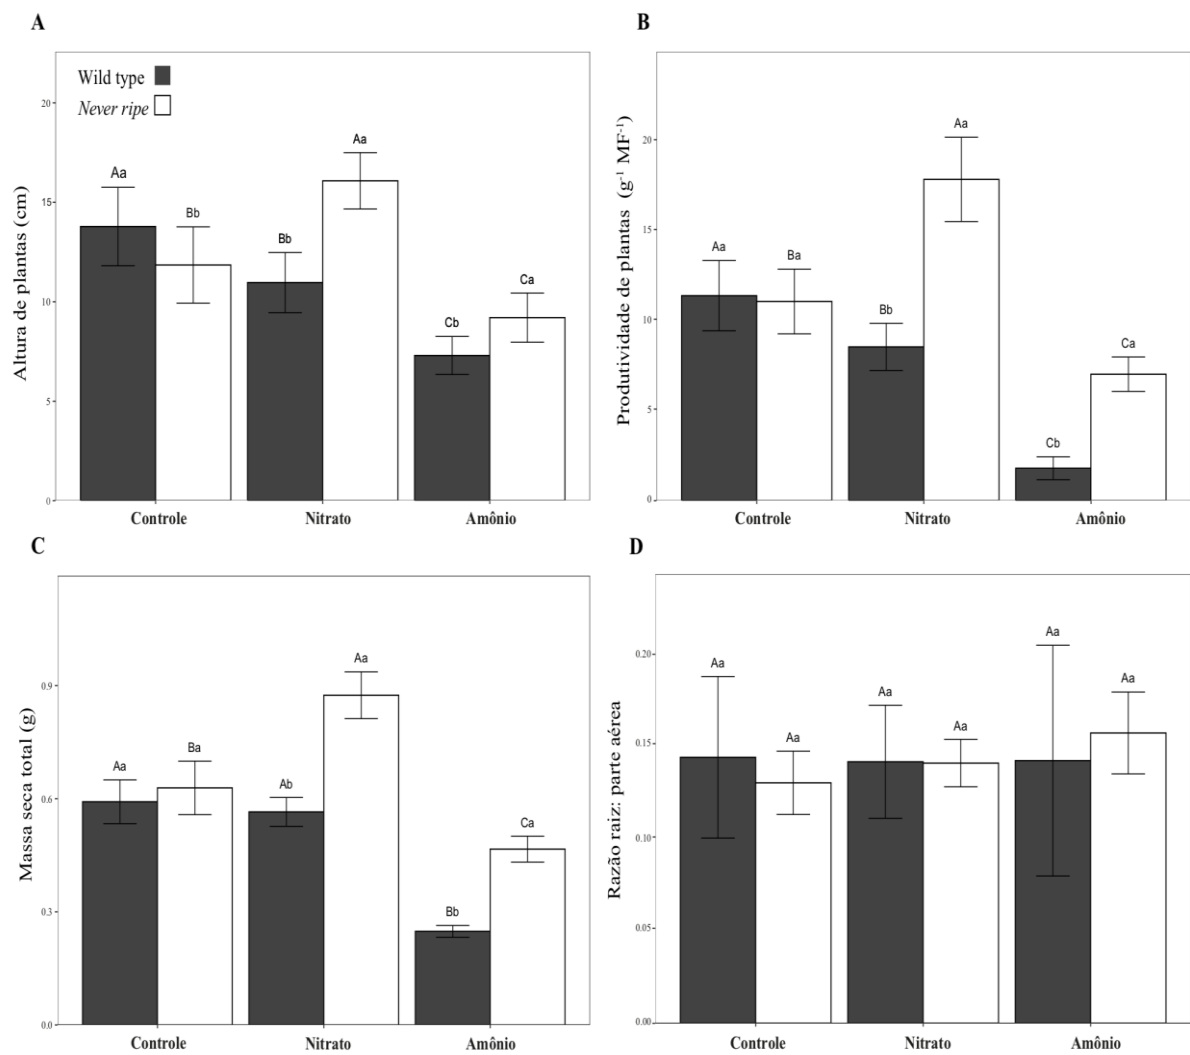 A
Altura de plantas (cm)
20
15
10
5
0
Wild type
Never ripe
Aa
Bb
Bb
Aa
Cb
Ca
Controle
Nitrato
Amônio
B
Produtividade de plantas (g⁻¹ MF⁻¹)
20
15
10
5
0
Aa
Ba
Bb
Aa
Cb
Ca
Controle
Nitrato
Amônio
C
Massa seca total (g)
0.9
0.6
0.3
0.0
Aa
Ba
Ab
Aa
Bb
Ca
Controle
Nitrato
Amônio
D
Razão raiz: parte aérea
0.20
0.15
0.10
0.05
0.00
Aa
Aa
Aa
Aa
Aa
Aa
Controle
Nitrato
Amônio